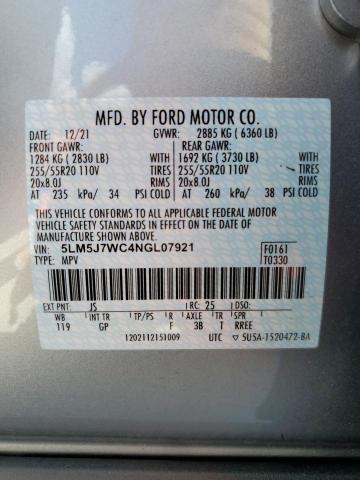 MFD. BY FORD MOTOR CO.
DATE: 12/21 GVWR: 2885 KG ( 6360 LB)
FRONT GAWR: REAR GAWR:
1284 KG ( 2830 LB) WITH 1692 KG ( 3730 LB) WITH
255/55R20 110V TIRES 255/55R20 110V TIRES
20x8.0J RIMS 20x8.0J RIMS
AT 235 kPa/ 34 PSI COLD AT 260 kPa/ 38 PSI COLD
THIS VEHICLE CONFORMS TO ALL APPLICABLE FEDERAL MOTOR
VEHICLE SAFETY AND THEFT PREVENTION STANDARDS IN EFFECT ON THE DATE OF
MANUFACTURE SHOWN ABOVE.
VIN: 5LM5J7WC4NGL07921 F0161
TYPE: MPV T0330
EXT PNT: JS RC: 25 DSO:
WB INT TR TP/PS R AXLE TR SPR
119 GP F 3B T RREE
1202112151009 UTC ▽ 5U5A-1520472-BA